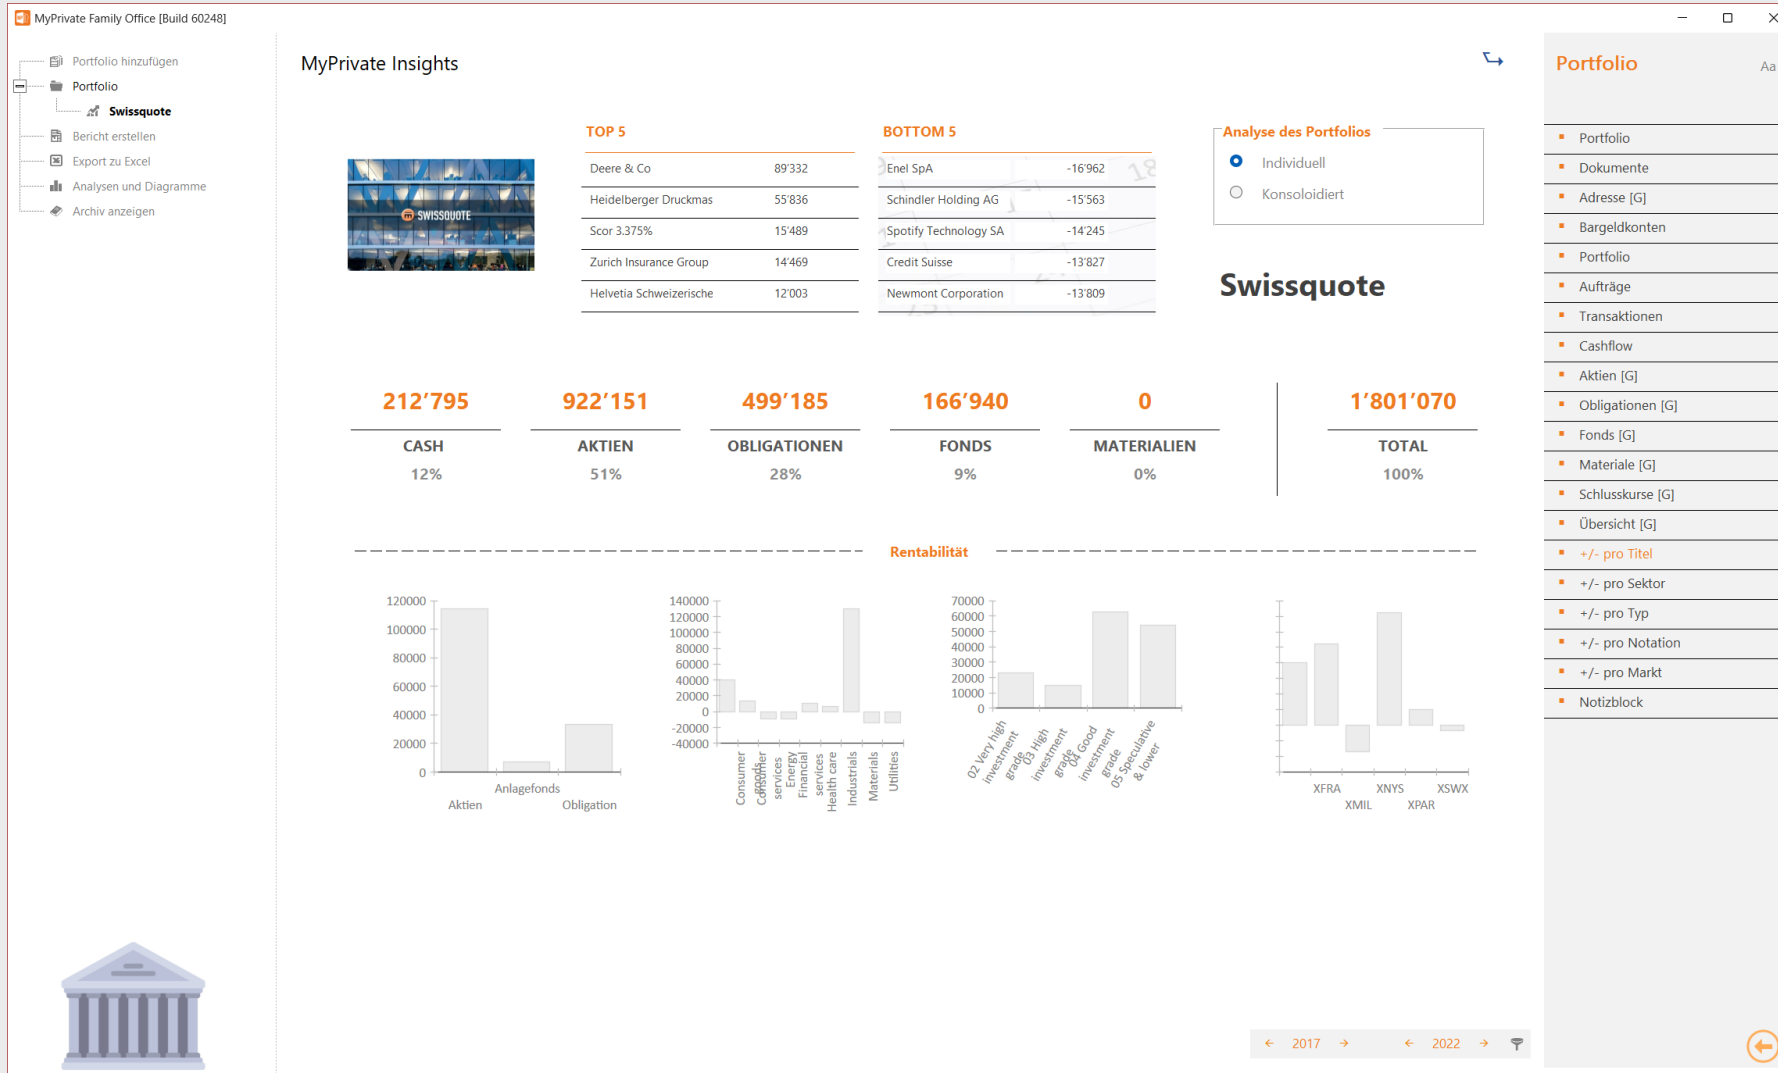 MyPrivate Family Office [Build 60248]
Portfolio hinzufügen
Portfolio
Swissquote
Bericht erstellen
Export zu Excel
Analysen und Diagramme
Archiv anzeigen
MyPrivate Insights
SWISSQUOTE
TOP 5
Deere & Co 89'332
Heidelberger Druckmas 55'836
Scor 3.375% 15'489
Zurich Insurance Group 14'469
Helvetia Schweizerische 12'003
BOTTOM 5
Enel SpA -16'962
Schindler Holding AG -15'563
Spotify Technology SA -14'245
Credit Suisse -13'827
Newmont Corporation -13'809
Analyse des Portfolios
Individuell
Konsoloidiert
Swissquote
212'795 922'151 499'185 166'940 0 1'801'070
CASH AKTIEN OBLIGATIONEN FONDS MATERIALIEN TOTAL
12% 51% 28% 9% 0% 100%
Rentabilität
120000
100000
80000
60000
40000
20000
0
Aktien
Anlagefonds
Obligation
140000
120000
100000
80000
60000
40000
20000
0
-20000
-40000
Consumer
goods
Consumer
services
Energy
Financial
services
Health care
Industrials
Materials
Utilities
70000
60000
50000
40000
30000
20000
10000
0
02 Very high
investment
grade
03 High
investment
grade
04 Good
investment
grade
05 Speculative
& lower
XFRA
XMIL
XNYS
XPAR
XSWX
2017 2022
Portfolio Aa
Portfolio
Dokumente
Adresse [G]
Bargeldkonten
Portfolio
Aufträge
Transaktionen
Cashflow
Aktien [G]
Obligationen [G]
Fonds [G]
Materiale [G]
Schlusskurse [G]
Übersicht [G]
+/- pro Titel
+/- pro Sektor
+/- pro Typ
+/- pro Notation
+/- pro Markt
Notizblock